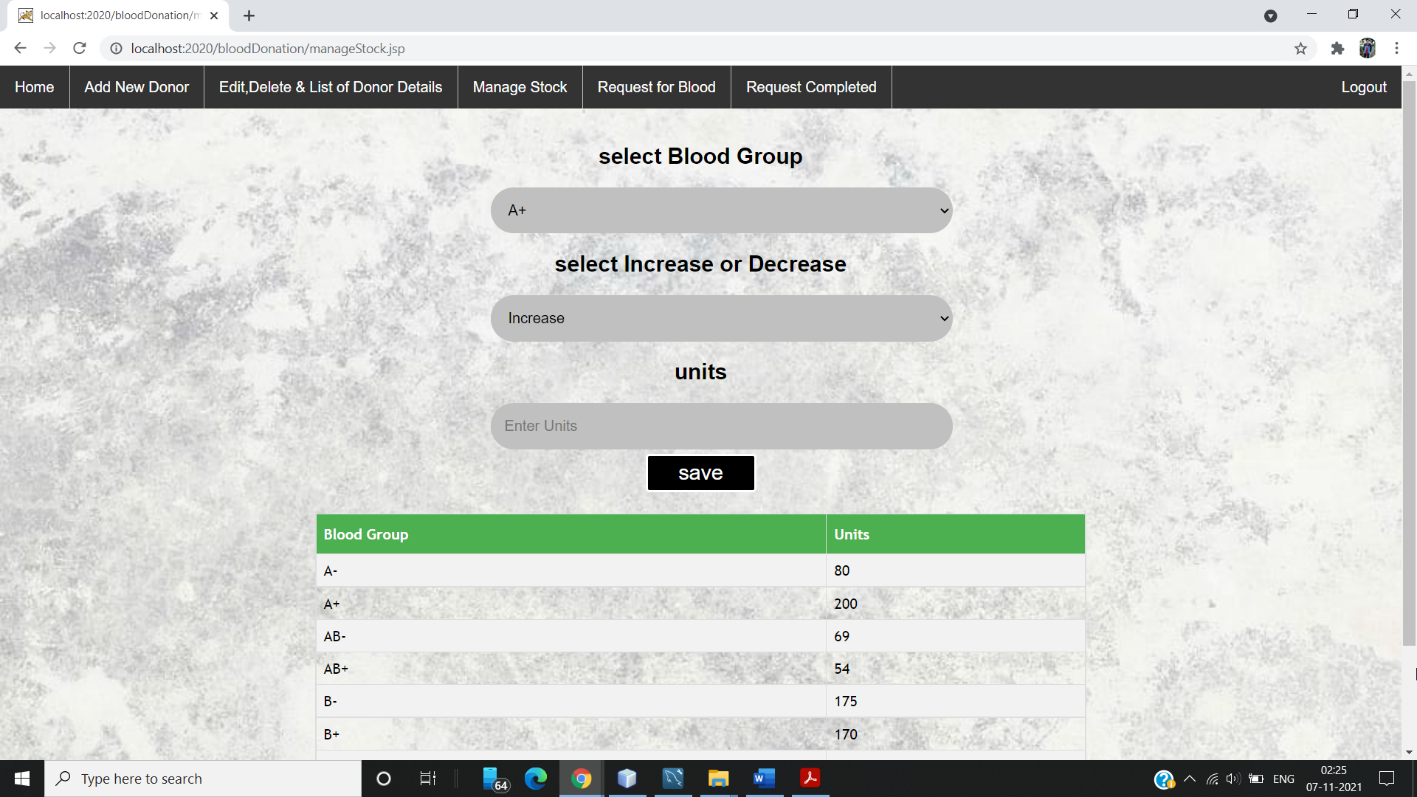 localhost:2020/bloodDonation/m
localhost:2020/bloodDonation/manageStock.jsp
Home Add New Donor Edit,Delete & List of Donor Details Manage Stock Request for Blood Request Completed Logout
select Blood Group
A+
select Increase or Decrease
Increase
units
Enter Units
save
Blood Group Units
A- 80
A+ 200
AB- 69
AB+ 54
B- 175
B+ 170
Type here to search
64
ENG
02:25
07-11-2021